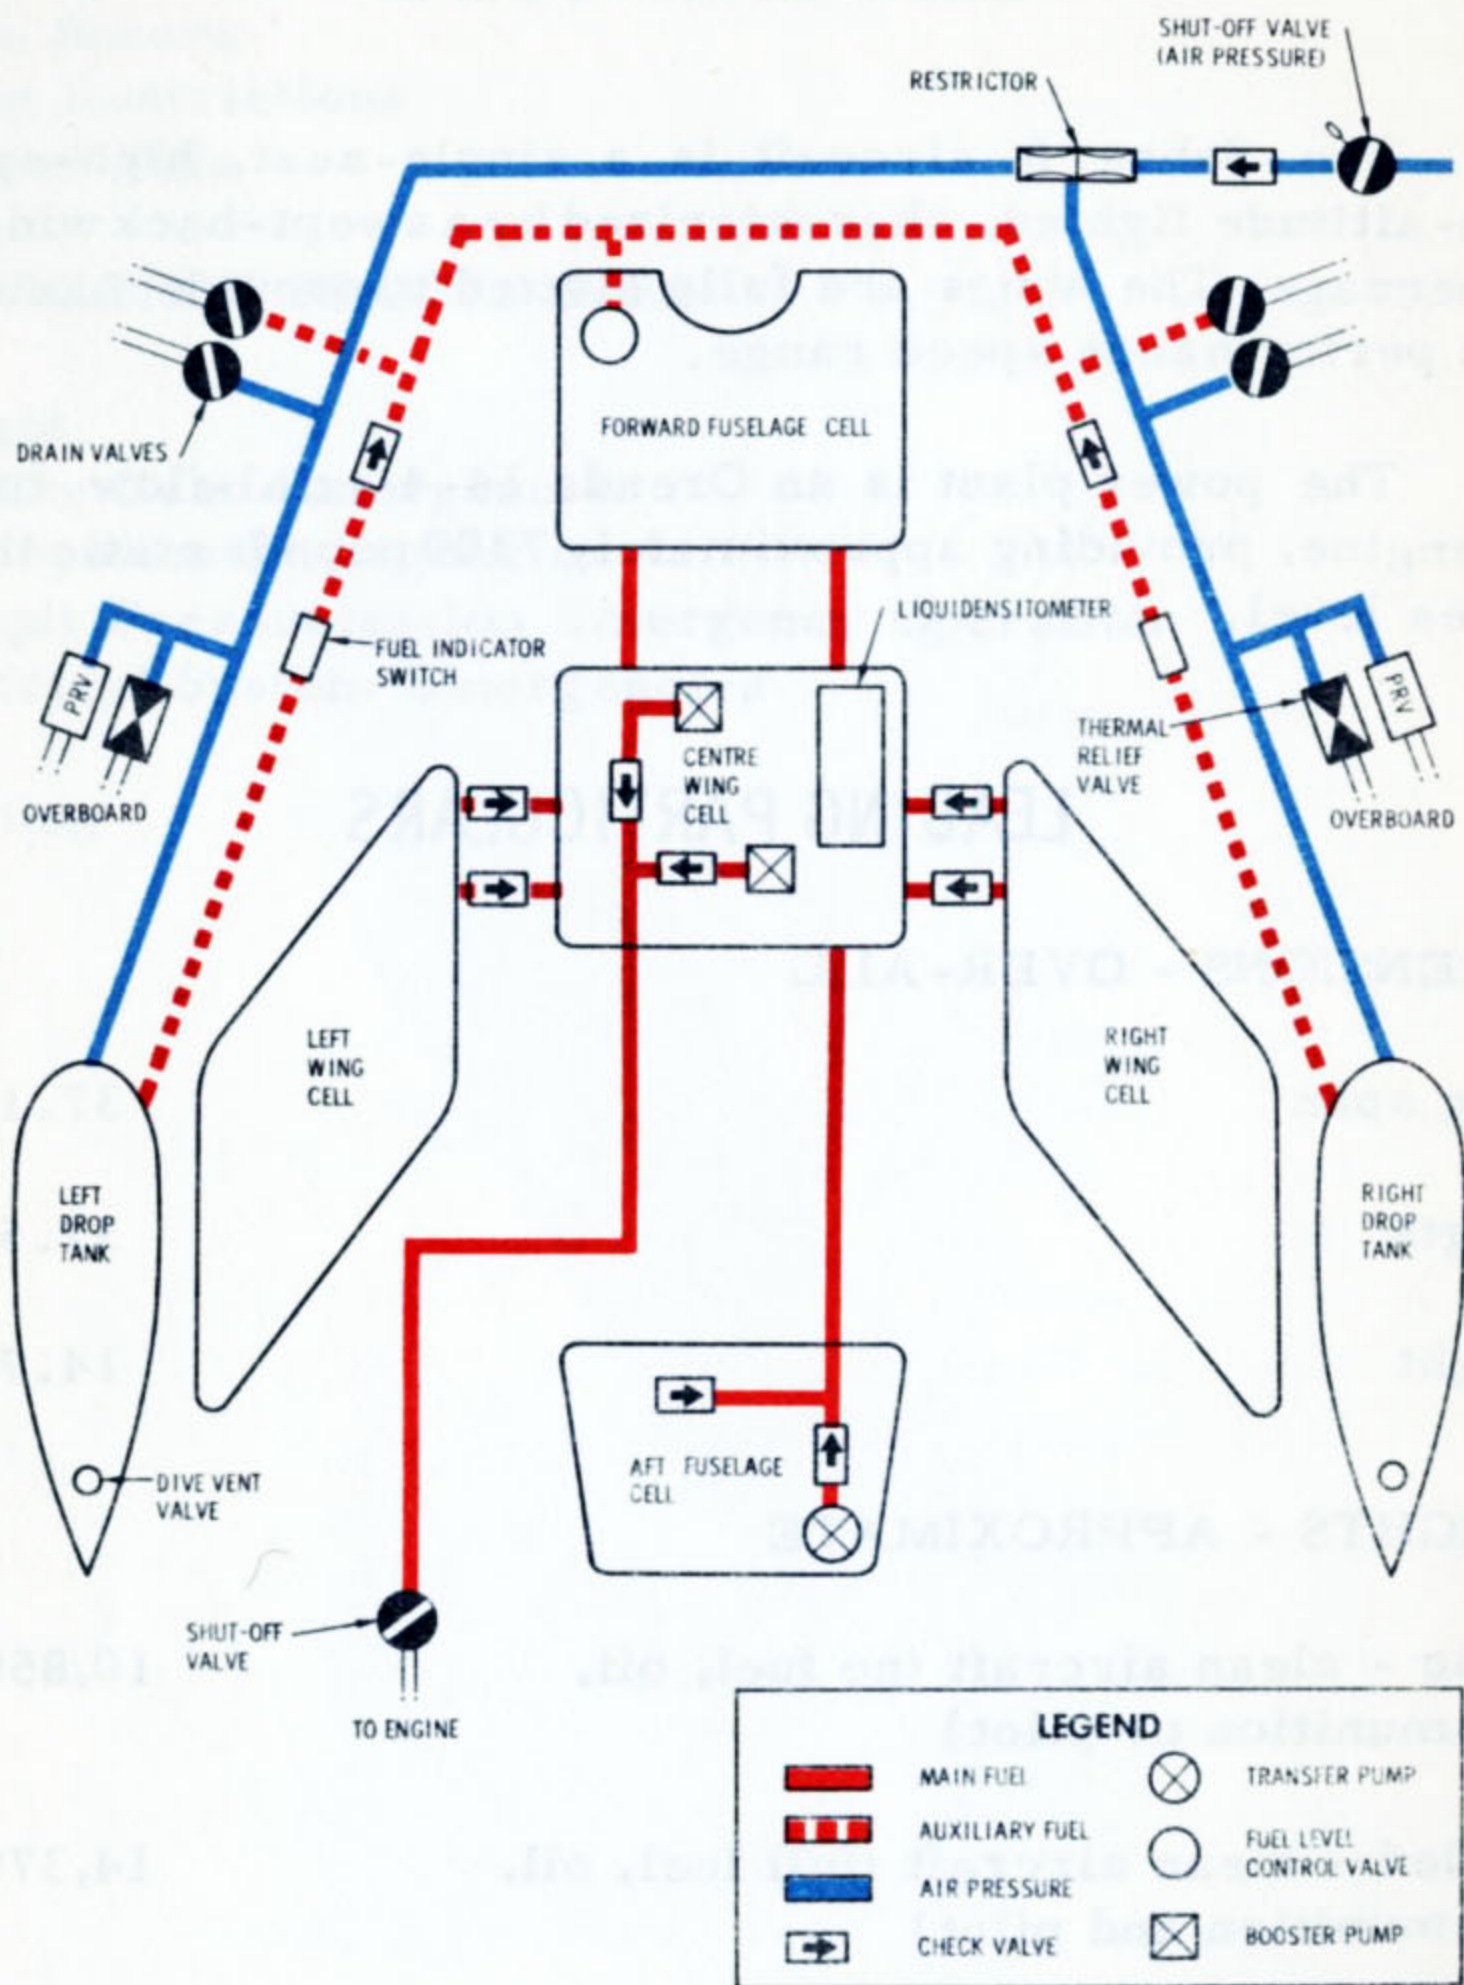 SHUT-OFF VALVE
(AIR PRESSURE)
RESTRICTOR
DRAIN VALVES
FORWARD FUSELAGE CELL
LIQUIDENSITOMETER
FUEL INDICATOR
SWITCH
PRV
PRV
CENTRE
WING
CELL
THERMAL
RELIEF
VALVE
OVERBOARD
OVERBOARD
LEFT
WING
CELL
RIGHT
WING
CELL
LEFT
DROP
TANK
RIGHT
DROP
TANK
AFT FUSELAGE
CELL
DIVE VENT
VALVE
SHUT-OFF
VALVE
TO ENGINE
LEGEND
MAIN FUEL
TRANSFER PUMP
AUXILIARY FUEL
FUEL LEVEL
CONTROL VALVE
AIR PRESSURE
CHECK VALVE
BOOSTER PUMP